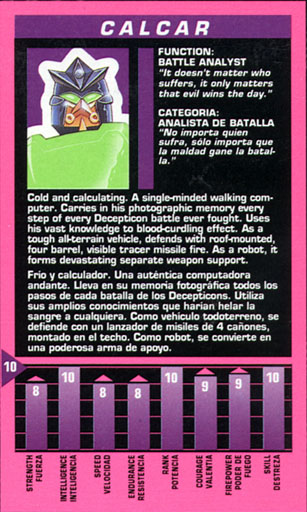 CALCAR
FUNCTION:
BATTLE ANALYST
"It doesn't matter who
suffers, it only matters
that evil wins the day."
CATEGORIA:
ANALISTA DE BATALLA
"No importa quien
sufra, sólo importa que
la maldad gane la batal-
la."
Cold and calculating. A single-minded walking com-
puter. Carries in his photographic memory every
step of every Decepticon battle ever fought. Uses
his vast knowledge to blood-curdling effect. As a
tough all-terrain vehicle, defends with roof-mounted,
four barrel, visible tracer missile fire. As a robot, it
forms devastating separate weapon support.
Frío y calculador. Una auténtica computadora
andante. Lleva en su memoria fotográfica todos los
pasos de cada batalla de los Decepticons. Utiliza
sus amplios conocimientos que harian helar la
sangre a cualquiera. Como vehiculo todoterreno, se
defiende con un lanzador de misiles de 4 cañones,
montado en el techo. Como robot, se convierte en
una poderosa arma de apoyo.
10
8 10 8 8 10 9 9 10
STRENGTH
FUERZA
INTELLIGENCE
INTELIGENCIA
SPEED
VELOCIDAD
ENDURANCE
RESISTENCIA
RANK
POTENCIA
COURAGE
VALENTIA
FIREPOWER
PODER DE
FUEGO
SKILL
DESTREZA